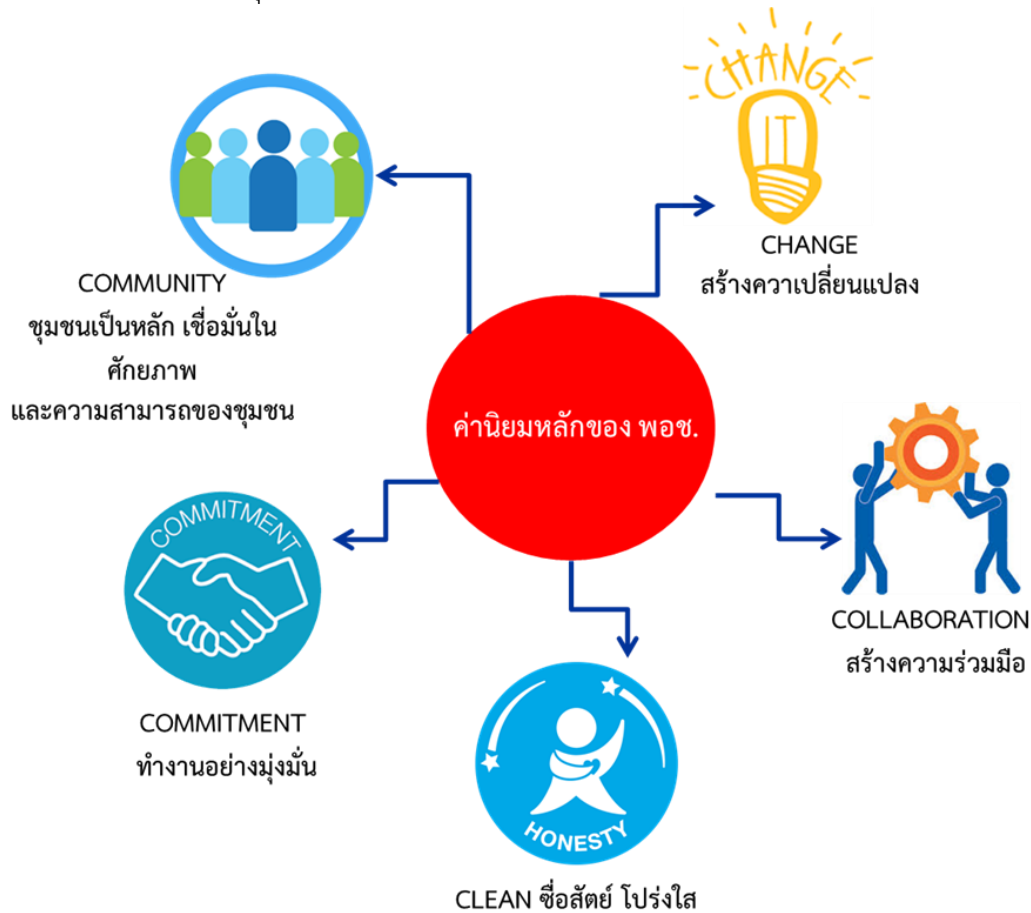 CHANGE
COMMUNITY
ชุมชนเป็นหลัก เชื่อมั่นใน
ศักยภาพ
และความสามารถของชุมชน
CHANGE
สร้างควาเปลี่ยนแปลง
ค่านิยมหลักของ พอช.
COMMITMENT
COMMITMENT
ทำงานอย่างมุ่งมั่น
COLLABORATION
สร้างความร่วมมือ
HONESTY
CLEAN ซื่อสัตย์ โปร่งใส